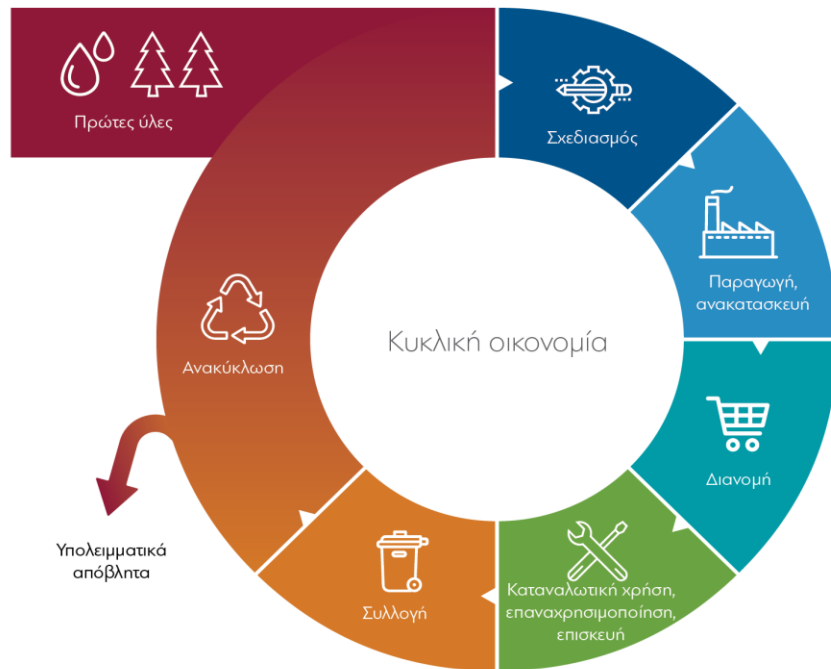 Πρώτες ύλες
Σχεδιασμός
Παραγωγή,
ανακατασκευή
Διανομή
Καταναλωτική χρήση,
επαναχρησιμοποίηση,
επισκευή
Συλλογή
Ανακύκλωση
Υπολειμματικά
απόβλητα
Κυκλική οικονομία